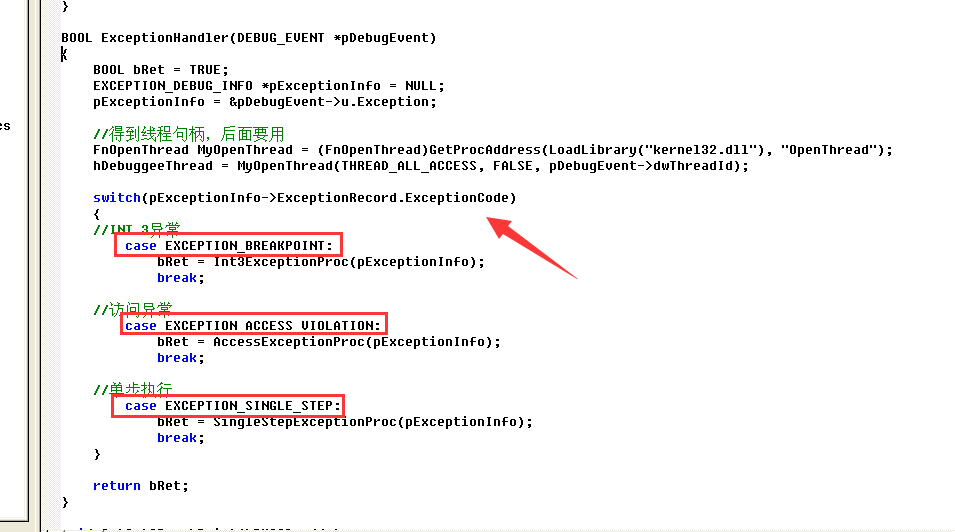 }
BOOL ExceptionHandler(DEBUG_EVENT *pDebugEvent)
{
BOOL bRet = TRUE;
EXCEPTION_DEBUG_INFO *pExceptionInfo = NULL;
pExceptionInfo = &pDebugEvent->u.Exception;
es
//得到线程句柄，后面要用
FnOpenThread MyOpenThread = (FnOpenThread)GetProcAddress(LoadLibrary("kernel32.dll"), "OpenThread");
hDebuggeeThread = MyOpenThread(THREAD_ALL_ACCESS, FALSE, pDebugEvent->dwThreadId);
switch(pExceptionInfo->ExceptionRecord.ExceptionCode)
{
//INT 3异常
case EXCEPTION_BREAKPOINT:
bRet = Int3ExceptionProc(pExceptionInfo);
break;
//访问异常
case EXCEPTION_ACCESS_VIOLATION:
bRet = AccessExceptionProc(pExceptionInfo);
break;
//单步执行
case EXCEPTION_SINGLE_STEP:
bRet = SingleStepExceptionProc(pExceptionInfo);
break;
}
return bRet;
}